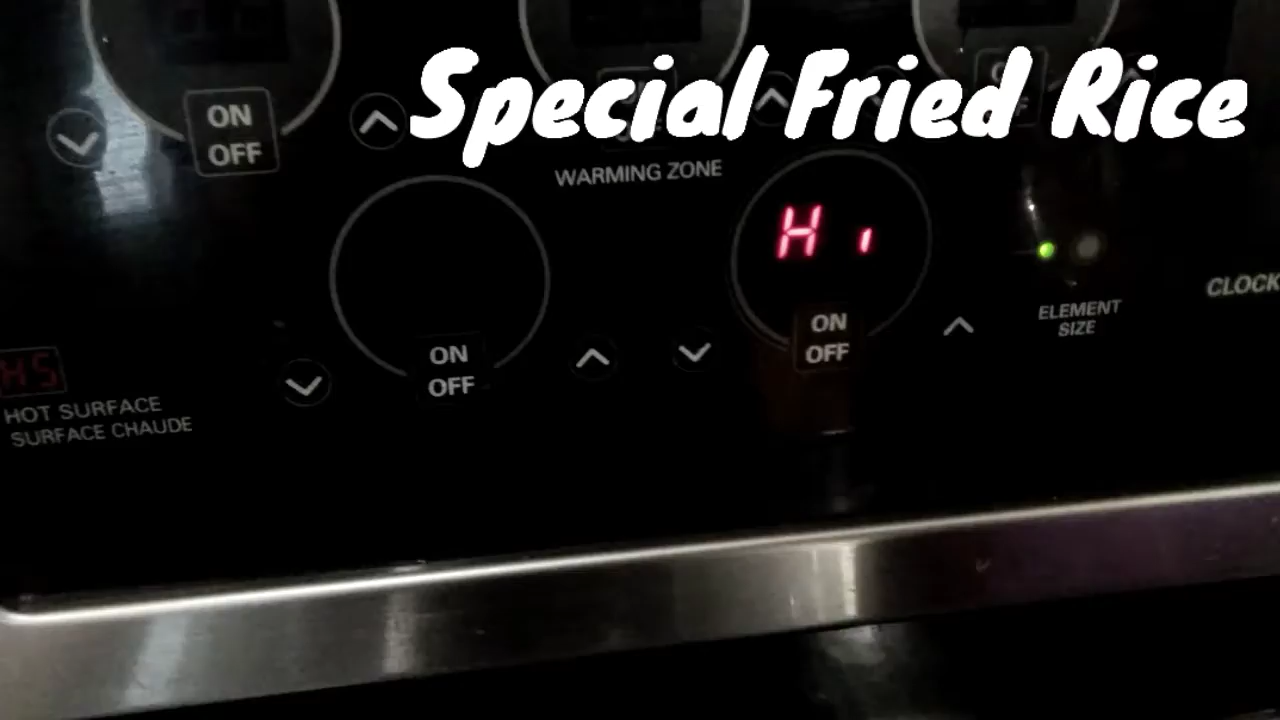 Special Fried Rice
ON
OFF
WARMING ZONE
Hi
ON
OFF
ELEMENT
SIZE
CLOCK
ON
OFF
HS
HOT SURFACE
SURFACE CHAUDE